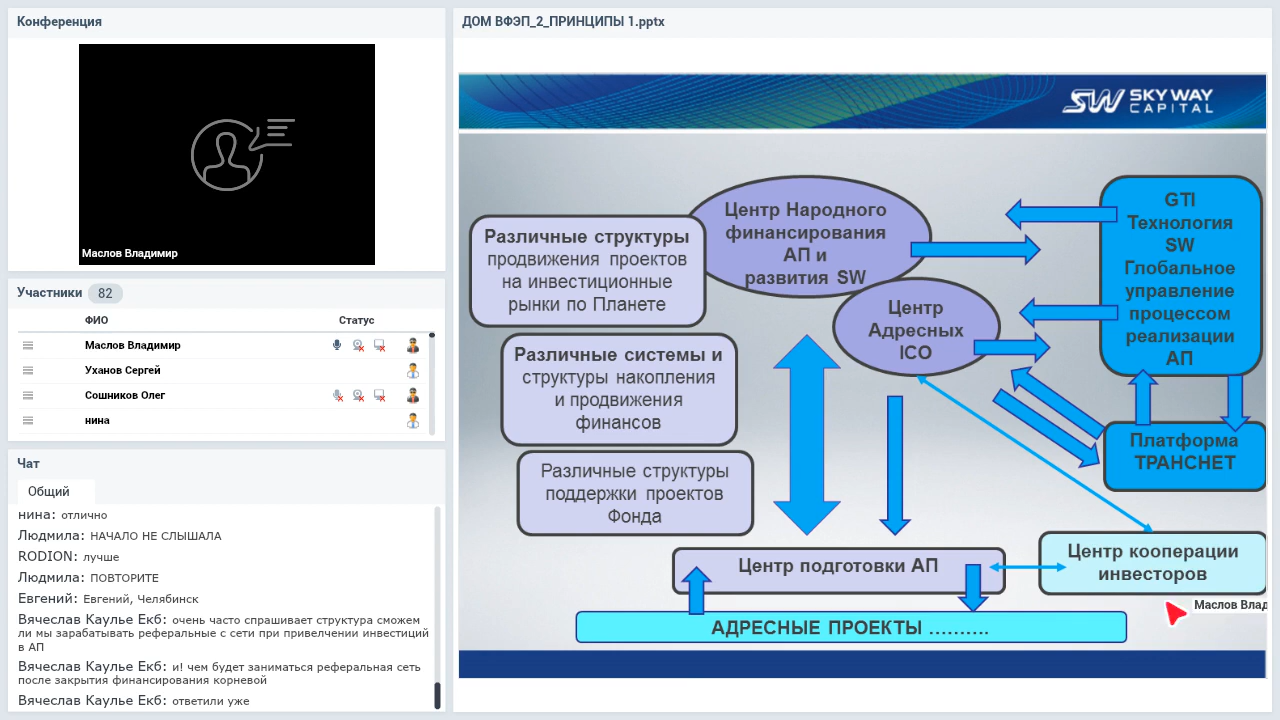 Конференция
Маслов Владимир
Участники 82
ФИО Статус
Маслов Владимир
Уханов Сергей
Сошников Олег
нина
Чат
Общий
нина: отлично
Людмила: НАЧАЛО НЕ СЛЫШАЛА
RODION: лучше
Людмила: ПОВТОРИТЕ
Евгений: Евгений, Челябинск
Вячеслав Каулье Екб: очень часто спрашивает структура сможем
ли мы зарабатывать реферальные с сети при привелчении инвестиций
в АП
Вячеслав Каулье Екб: и! чем будет заниматься реферальная сеть
после закрытия финансирования корневой
Вячеслав Каулье Екб: ответили уже
ДОМ ВФЭП_2_ПРИНЦИПЫ 1.pptx
SW SKY WAY
CAPITAL
Различные структуры
продвижения проектов
на инвестиционные
рынки по Планете
Центр Народного
финансирования
АП и
развития SW
Центр
Адресных
ICO
GTI
Технология
SW
Глобальное
управление
процессом
реализации
АП
Различные системы и
структуры накопления
и продвижения
финансов
Платформа
ТРАНСНЕТ
Различные структуры
поддержки проектов
Фонда
Центр подготовки АП
Центр кооперации
инвесторов
Маслов Влад
АДРЕСНЫЕ ПРОЕКТЫ ..........